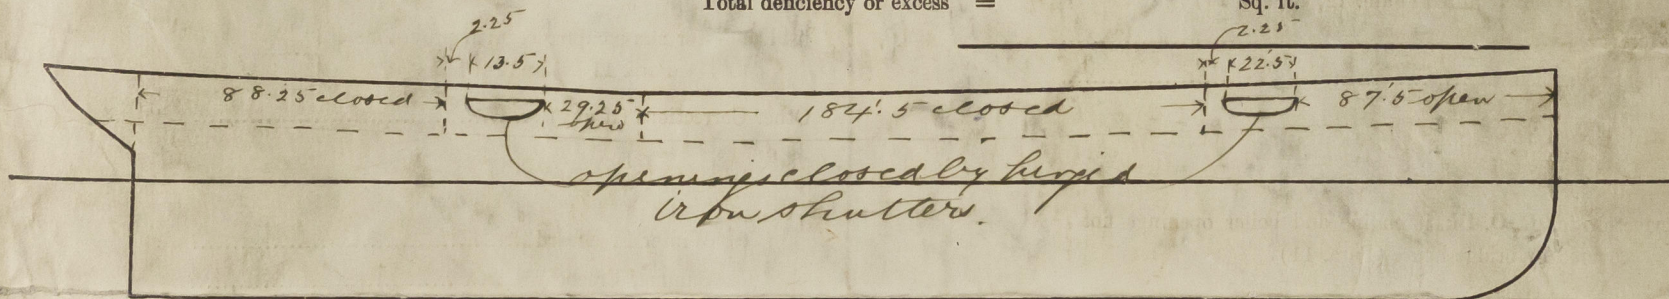 Total deficiency or excess = Sq. ft.
2.25
2.25
13.5
22.5
88.25 closed
29.25
open
184'.5 closed
87'.5 open
openings closed by hinged
iron shutters.